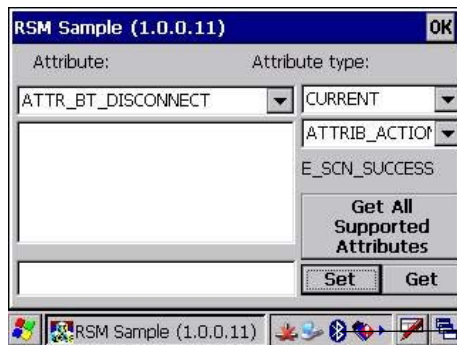 RSM Sample (1.0.0.11) OK
Attribute: Attribute type:
ATTR_BT_DISCONNECT CURRENT
ATTRIB_ACTION
E_SCN_SUCCESS
Get All
Supported
Attributes
Set Get
RSM Sample (1.0.0.11)